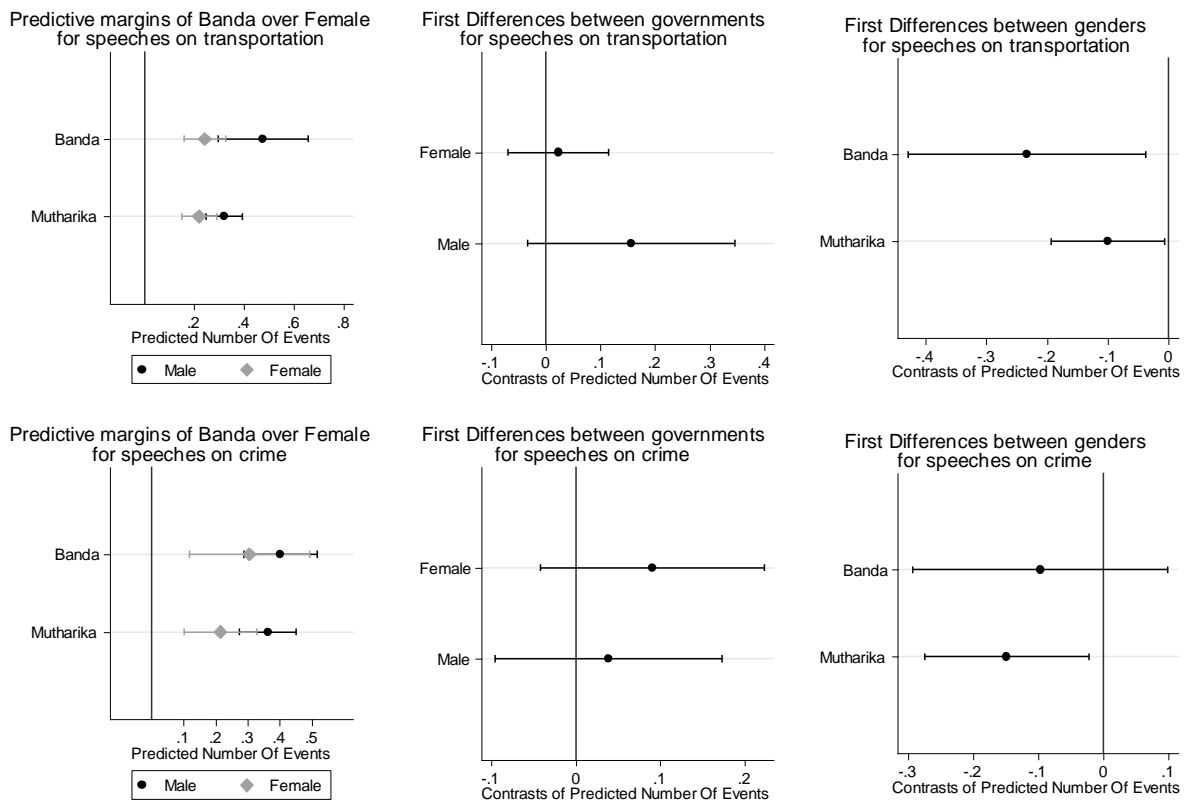 Predictive margins of Banda over Female
for speeches on transportation
Banda
Mutharika
.2 .4 .6 .8
Predicted Number Of Events
Male Female
First Differences between governments
for speeches on transportation
Female
Male
-.1 0 .1 .2 .3 .4
Contrasts of Predicted Number Of Events
First Differences between genders
for speeches on transportation
Banda
Mutharika
-.4 -.3 -.2 -.1 0
Contrasts of Predicted Number Of Events
Predictive margins of Banda over Female
for speeches on crime
Banda
Mutharika
.1 .2 .3 .4 .5
Predicted Number Of Events
Male Female
First Differences between governments
for speeches on crime
Female
Male
-.1 0 .1 .2
Contrasts of Predicted Number Of Events
First Differences between genders
for speeches on crime
Banda
Mutharika
-.3 -.2 -.1 0 .1
Contrasts of Predicted Number Of Events